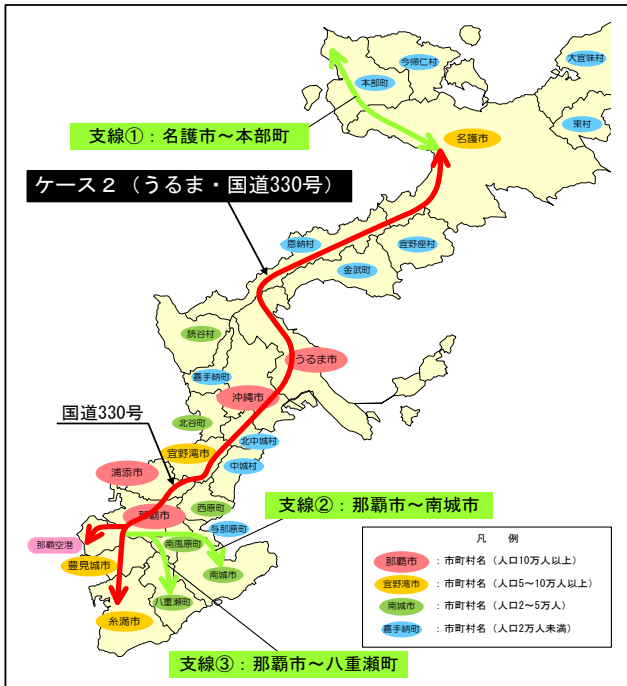 今帰仁村
大宜味村
本部町
東村
支線①：名護市～本部町
名護市
ケース２（うるま・国道330号）
恩納村
宜野座村
金武町
読谷村
うるま市
嘉手納町
沖縄市
国道330号
北谷町
北中城村
宜野湾市
中城村
浦添市
支線②：那覇市～南城市
西原町
那覇市
与那原町
那覇空港
南風原町
豊見城市
南城市
八重瀬町
糸満市
支線③：那覇市～八重瀬町
凡　例
那覇市：市町村名（人口10万人以上）
宜野湾市：市町村名（人口5～10万人以上）
南城市：市町村名（人口2～5万人）
嘉手納町：市町村名（人口2万人未満）